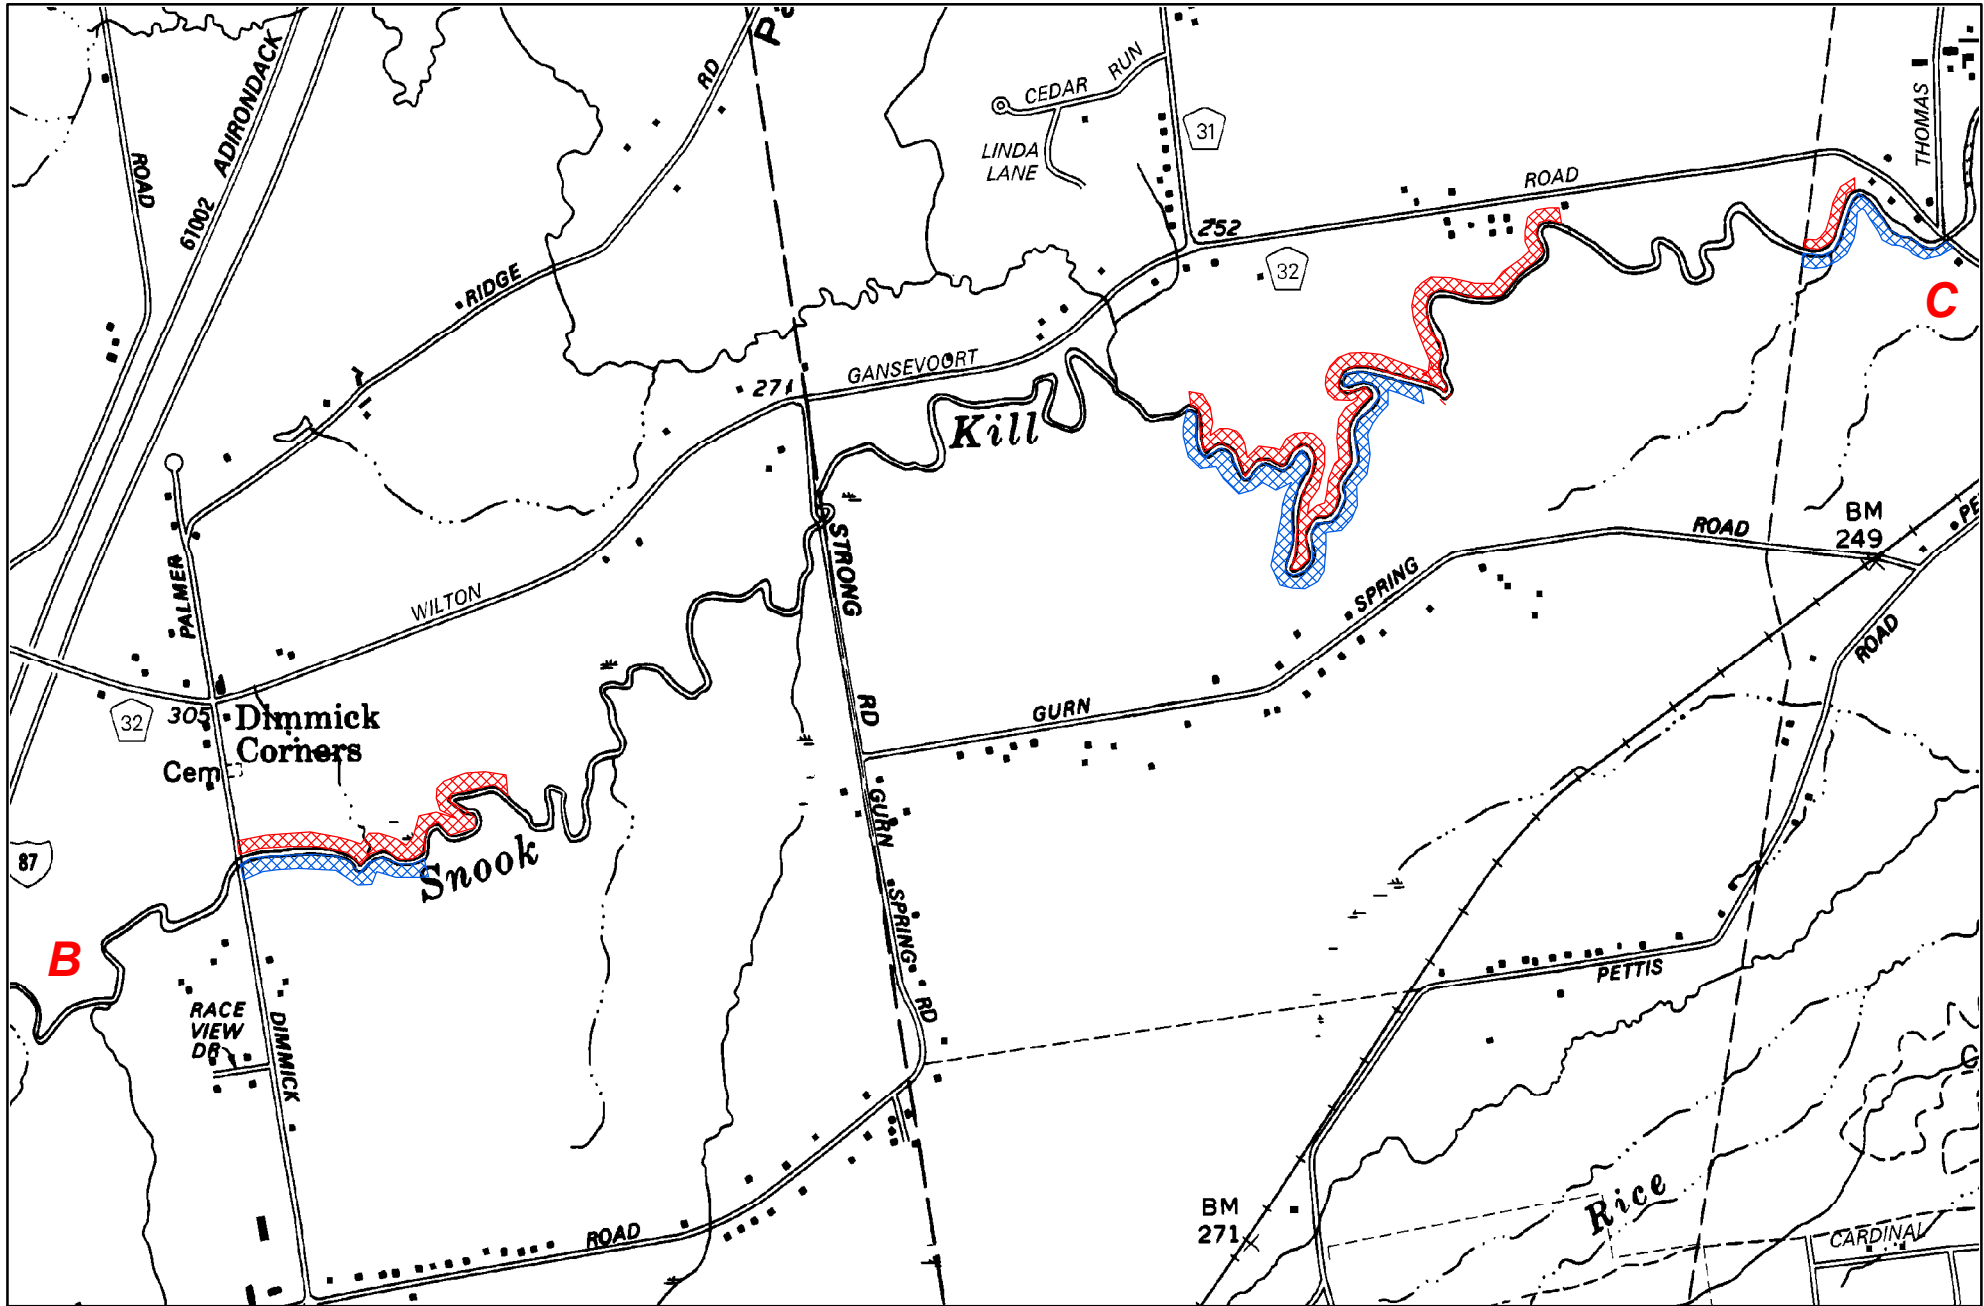 ROAD
61002 ADIRONDACK
RIDGE
RD
P
CEDAR RUN
LINDA
LANE
31
252
32
ROAD
THOMAS
C
271
GANSEVOORT
Kill
STRONG
RD
PALMER
WILTON
305
32
Dimmick
Corners
Cem
87
Snook
B
RACE
VIEW
DR
DIMMICK
GURN
SPRING
ROAD
BM
249
PE
ROAD
GURN
SPRING
RD
PETTIS
ROAD
BM
271
Rice
CARDINAL
C